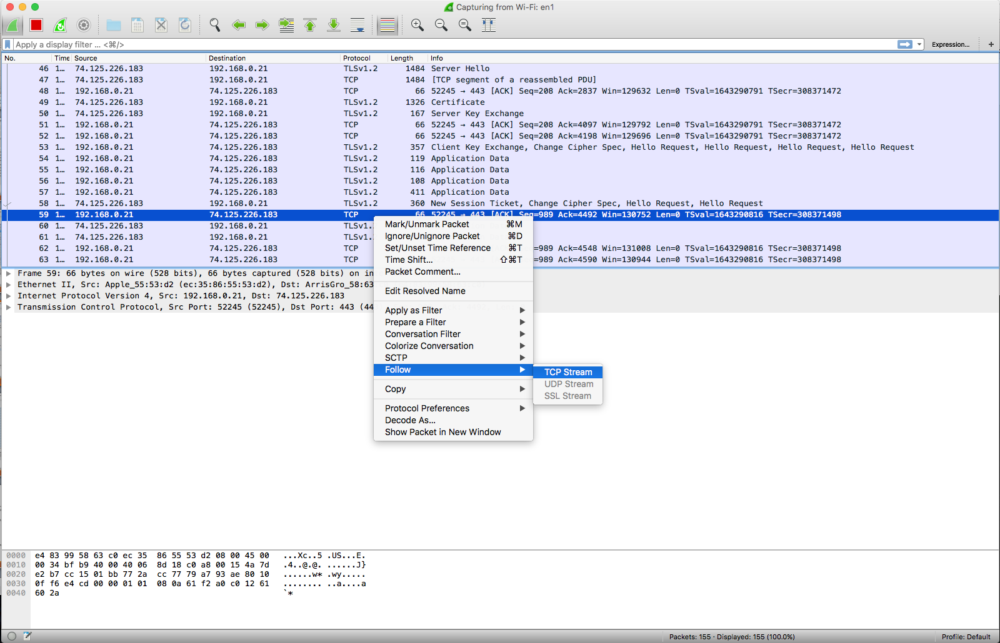 Capturing from Wi-Fi: en1
Apply a display filter ... <⌘/>
Expression...
+
No. Time Source Destination Protocol Length Info
46 1... 74.125.226.183 192.168.0.21 TLSv1.2 1484 Server Hello
47 1... 74.125.226.183 192.168.0.21 TCP 1484 [TCP segment of a reassembled PDU]
48 1... 192.168.0.21 74.125.226.183 TCP 66 52245 → 443 [ACK] Seq=208 Ack=2837 Win=129632 Len=0 TSval=1643290791 TSecr=308371472
49 1... 74.125.226.183 192.168.0.21 TLSv1.2 1326 Certificate
50 1... 74.125.226.183 192.168.0.21 TLSv1.2 167 Server Key Exchange
51 1... 192.168.0.21 74.125.226.183 TCP 66 52245 → 443 [ACK] Seq=208 Ack=4097 Win=129792 Len=0 TSval=1643290791 TSecr=308371472
52 1... 192.168.0.21 74.125.226.183 TCP 66 52245 → 443 [ACK] Seq=208 Ack=4198 Win=129696 Len=0 TSval=1643290791 TSecr=308371472
53 1... 192.168.0.21 74.125.226.183 TLSv1.2 357 Client Key Exchange, Change Cipher Spec, Hello Request, Hello Request, Hello Request, Hello Request
54 1... 192.168.0.21 74.125.226.183 TLSv1.2 119 Application Data
55 1... 192.168.0.21 74.125.226.183 TLSv1.2 116 Application Data
56 1... 192.168.0.21 74.125.226.183 TLSv1.2 108 Application Data
57 1... 192.168.0.21 74.125.226.183 TLSv1.2 411 Application Data
58 1... 74.125.226.183 192.168.0.21 TLSv1.2 360 New Session Ticket, Change Cipher Spec, Hello Request, Hello Request
59 1... 192.168.0.21 74.125.226.183 TCP 66 52245 → 443 [ACK] Seq=989 Ack=4492 Win=130752 Len=0 TSval=1643290816 TSecr=308371498
60 1... 74.125.226.183 192.168.0.21 TLSv1.
61 1... 74.125.226.183 192.168.0.21 TLSv1.
62 1... 192.168.0.21 74.125.226.183 TCP =989 Ack=4548 Win=131008 Len=0 TSval=1643290816 TSecr=308371498
63 1... 192.168.0.21 74.125.226.183 TCP =989 Ack=4590 Win=130944 Len=0 TSval=1643290816 TSecr=308371498
Mark/Unmark Packet ⌘M
Ignore/Unignore Packet ⌘D
Set/Unset Time Reference ⌘T
Time Shift... ⇧⌘T
Packet Comment...
Edit Resolved Name
Apply as Filter
Prepare a Filter
Conversation Filter
Colorize Conversation
SCTP
Follow
Copy
Protocol Preferences
Decode As...
Show Packet in New Window
TCP Stream
UDP Stream
SSL Stream
Frame 59: 66 bytes on wire (528 bits), 66 bytes captured (528 bits) on in
Ethernet II, Src: Apple_55:53:d2 (ec:35:86:55:53:d2), Dst: ArrisGro_58:63
Internet Protocol Version 4, Src: 192.168.0.21, Dst: 74.125.226.183
Transmission Control Protocol, Src Port: 52245 (52245), Dst Port: 443 (44
0000 e4 83 99 58 63 c0 ec 35 86 55 53 d2 08 00 45 00 ...Xc..5 .US...E.
0010 00 34 bf b9 40 00 40 06 8d 18 c0 a8 00 15 4a 7d .4..@.@. ......J}
0020 e2 b7 cc 15 01 bb 77 2a cc 77 79 a7 93 ae 80 10 ......w* .wy.....
0030 0f f6 e4 cd 00 00 01 01 08 0a 61 f2 a0 c0 12 61 ........ ..a....a
0040 60 2a `*
Packets: 155 · Displayed: 155 (100.0%)
Profile: Default